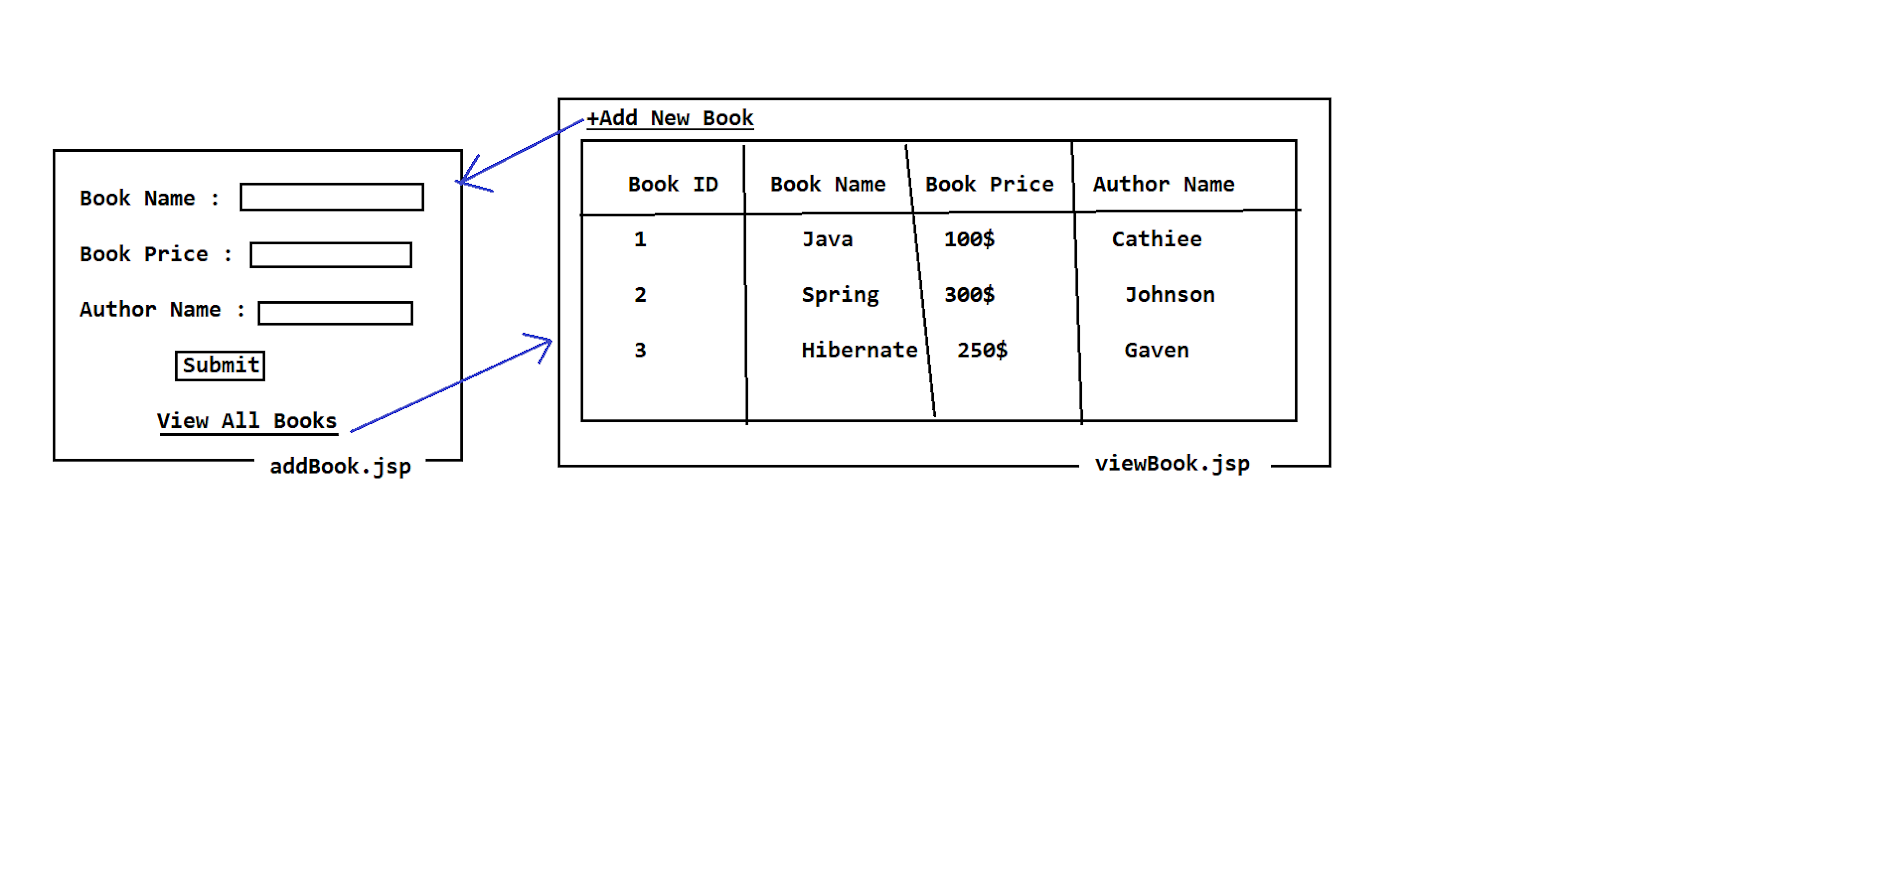 Book Name :
Book Price :
Author Name :
Submit
View All Books
addBook.jsp
+Add New Book
Book ID Book Name Book Price Author Name
1 Java 100$ Cathiee
2 Spring 300$ Johnson
3 Hibernate 250$ Gaven
viewBook.jsp